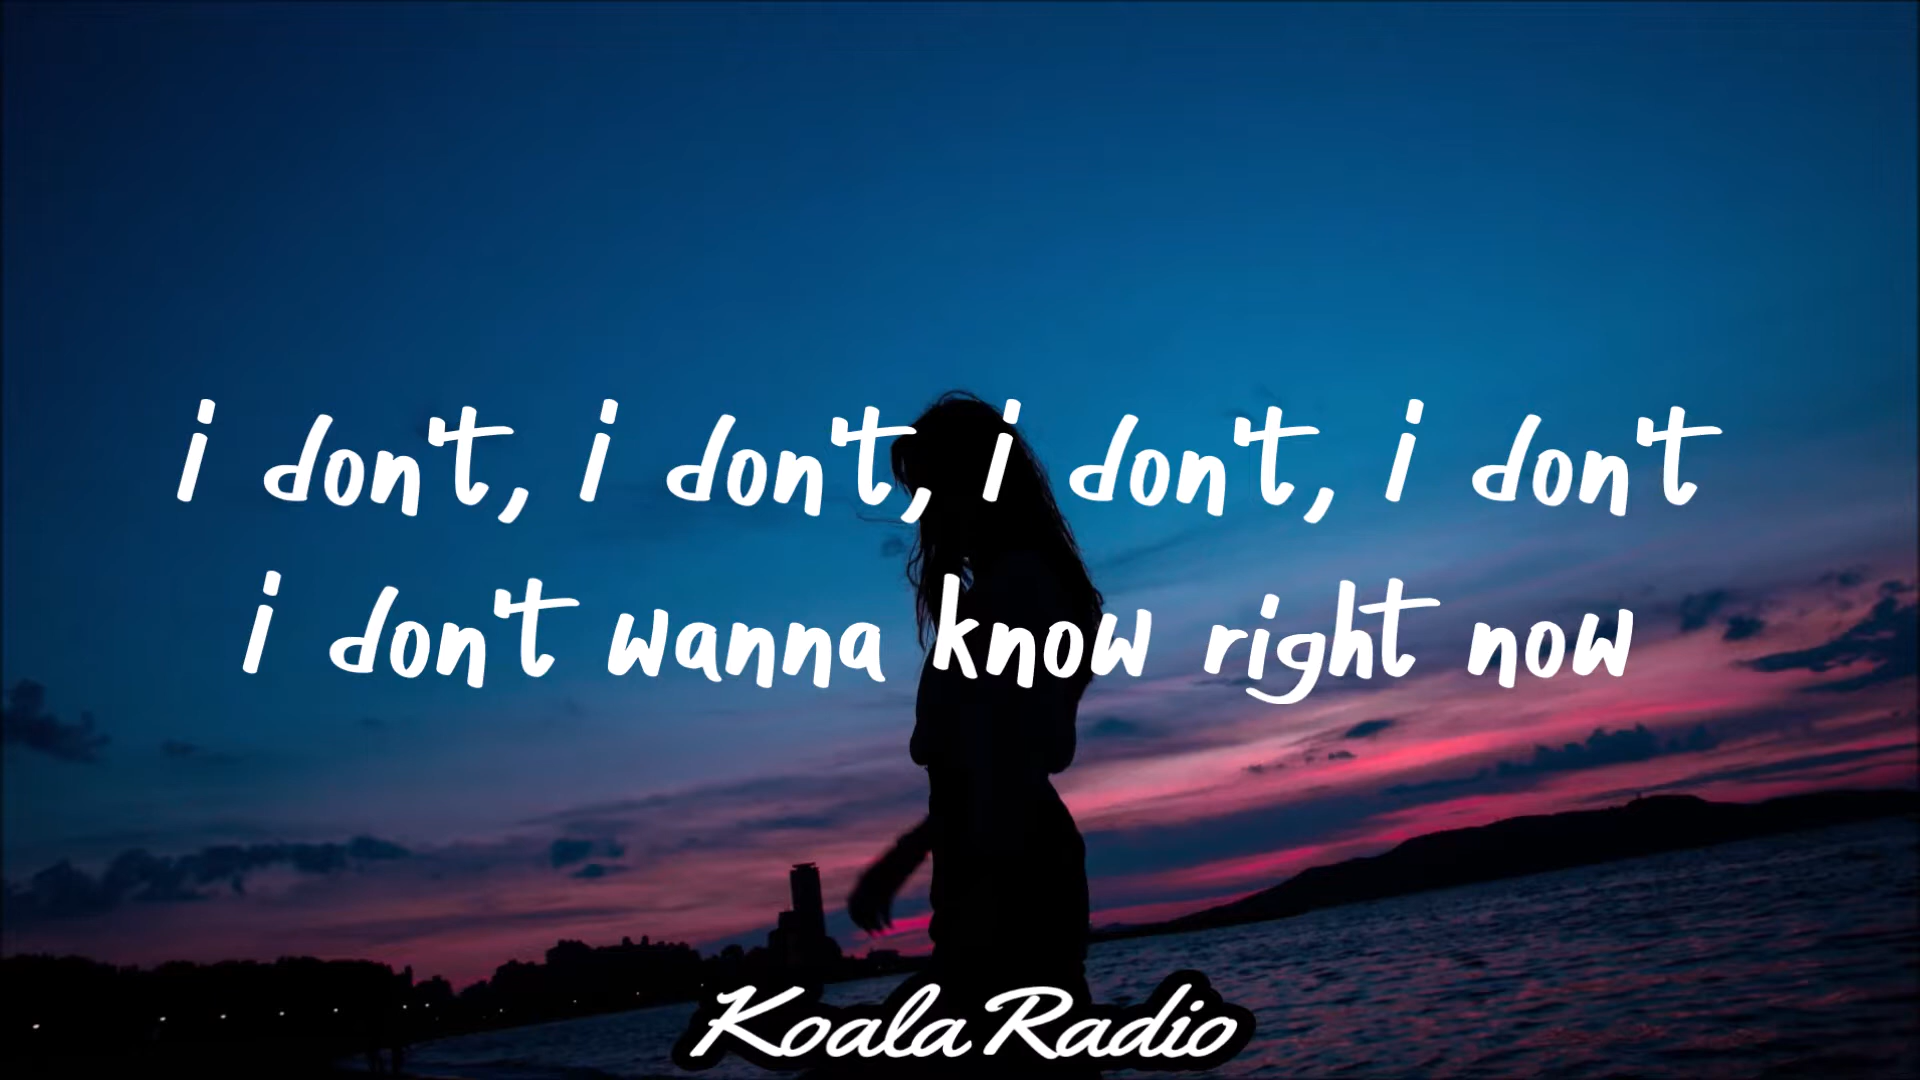 i don't, i don't, i don't, i don't
i don't wanna know right now
Koala Radio